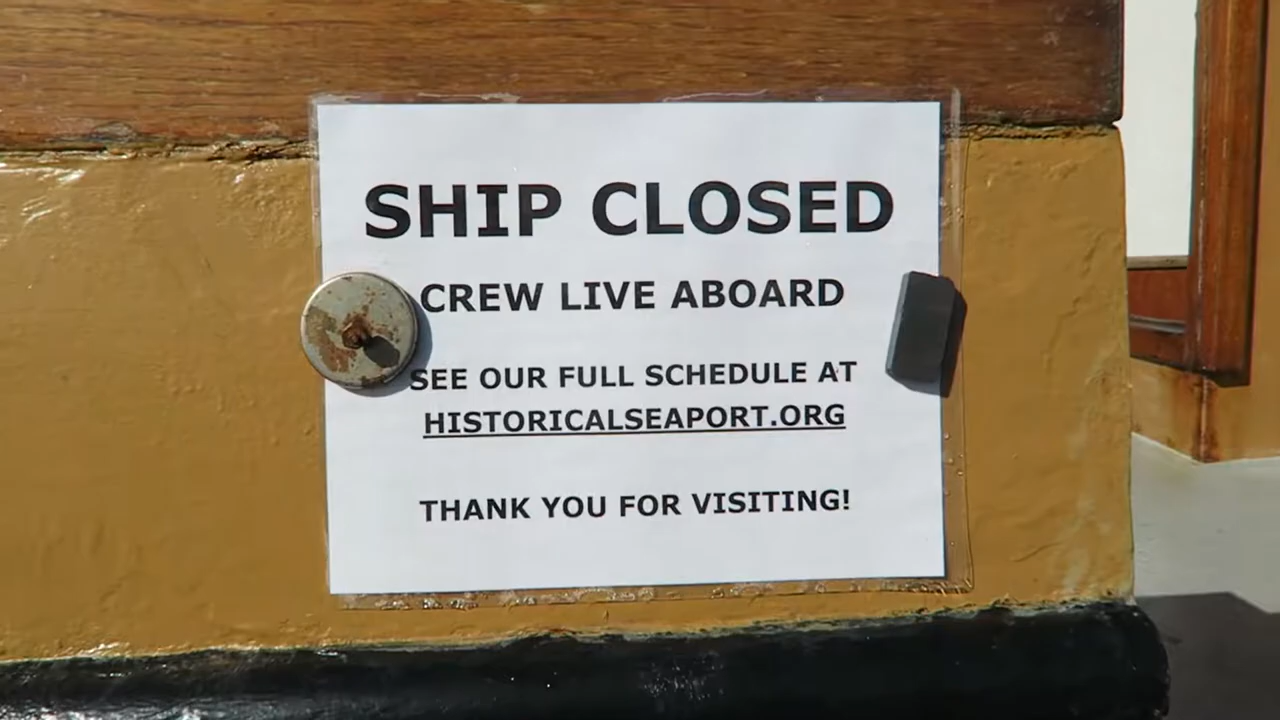 SHIP CLOSED
CREW LIVE ABOARD
SEE OUR FULL SCHEDULE AT
HISTORICALSEAPORT.ORG
THANK YOU FOR VISITING!